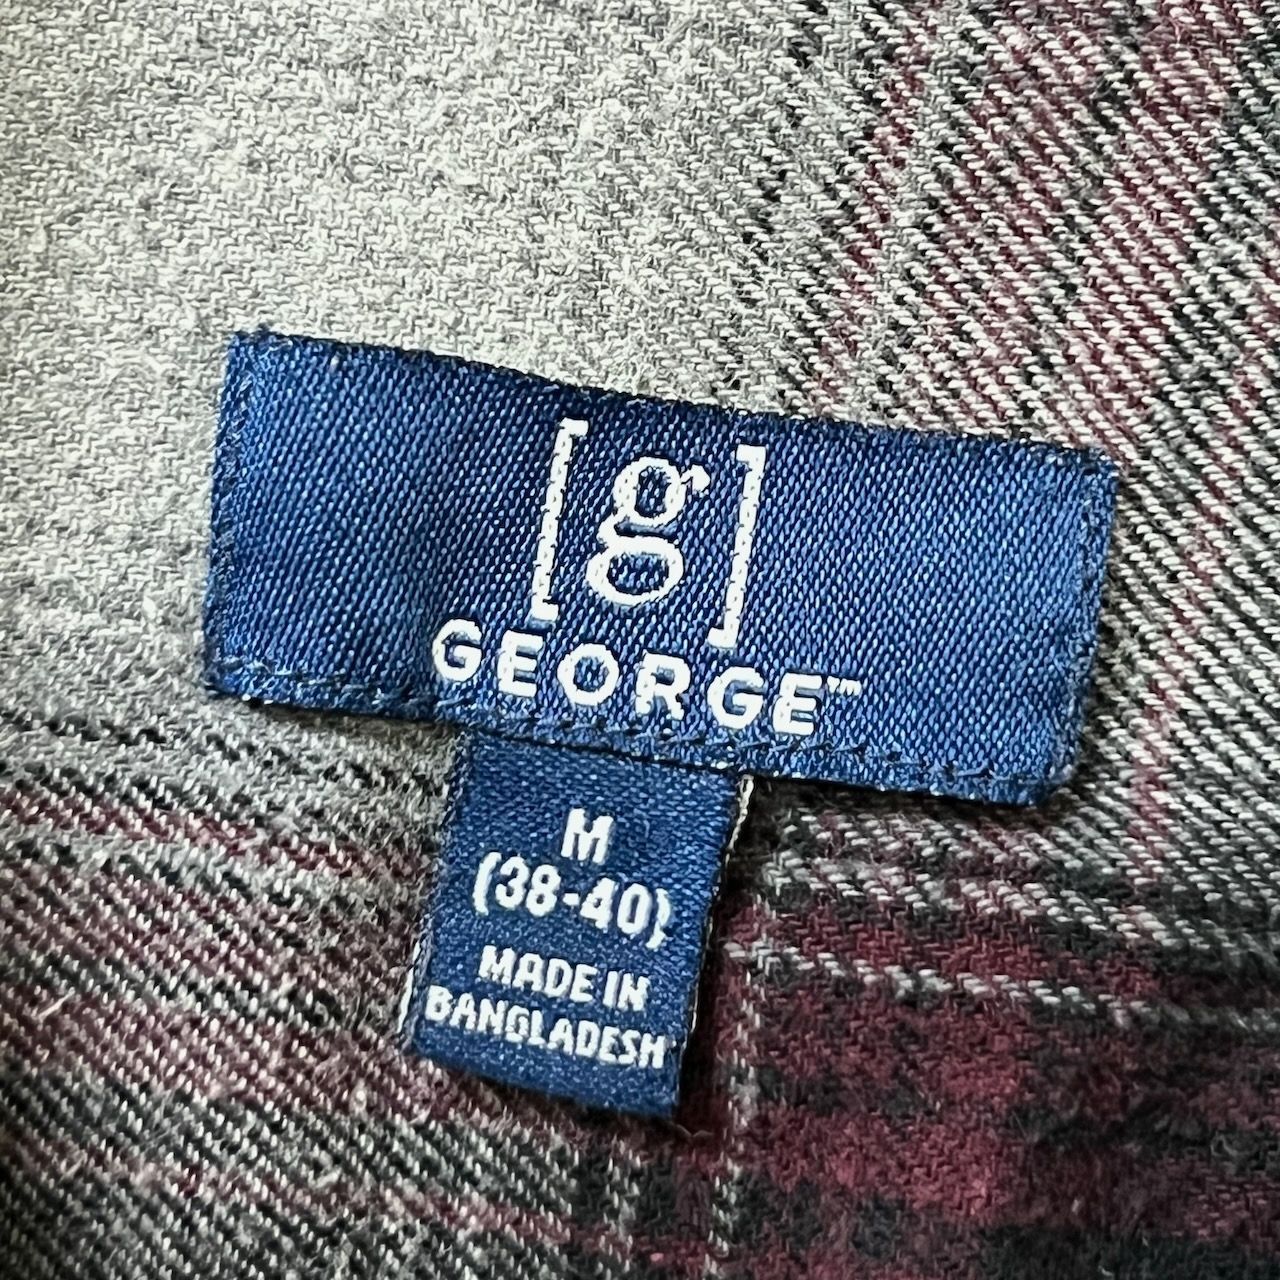 [g]
GEORGE™
M
(38-40)
MADE IN
BANGLADESH